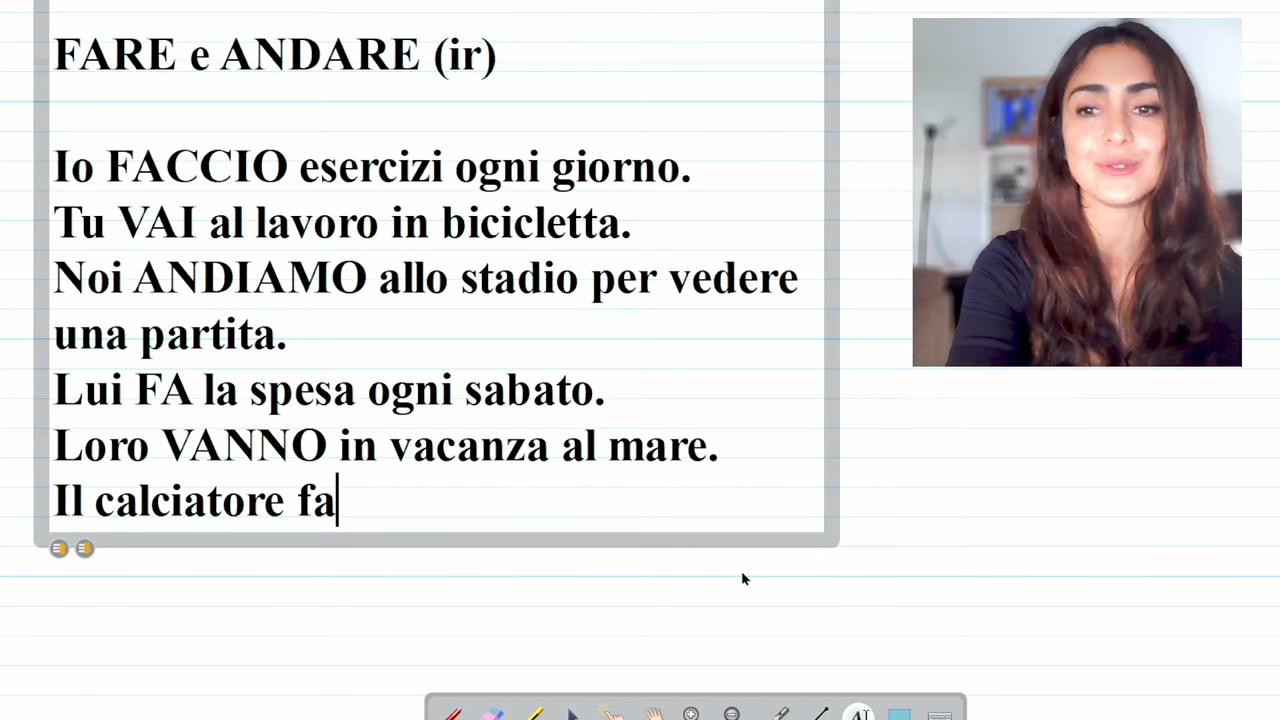 FARE e ANDARE (ir)
Io FACCIO esercizi ogni giorno.
Tu VAI al lavoro in bicicletta.
Noi ANDIAMO allo stadio per vedere
una partita.
Lui FA la spesa ogni sabato.
Loro VANNO in vacanza al mare.
Il calciatore fa